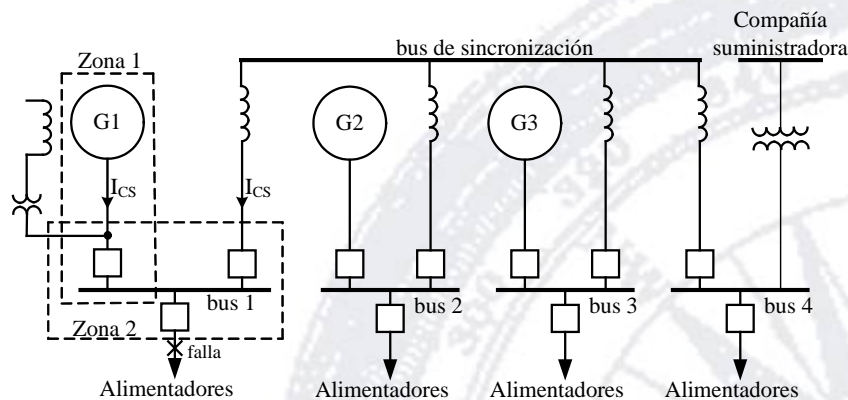 Compañía
suministradora
bus de sincronización
Zona 1
G1
G2
G3
ICS
ICS
bus 1
bus 2
bus 3
bus 4
Zona 2
falla
Alimentadores
Alimentadores
Alimentadores
Alimentadores